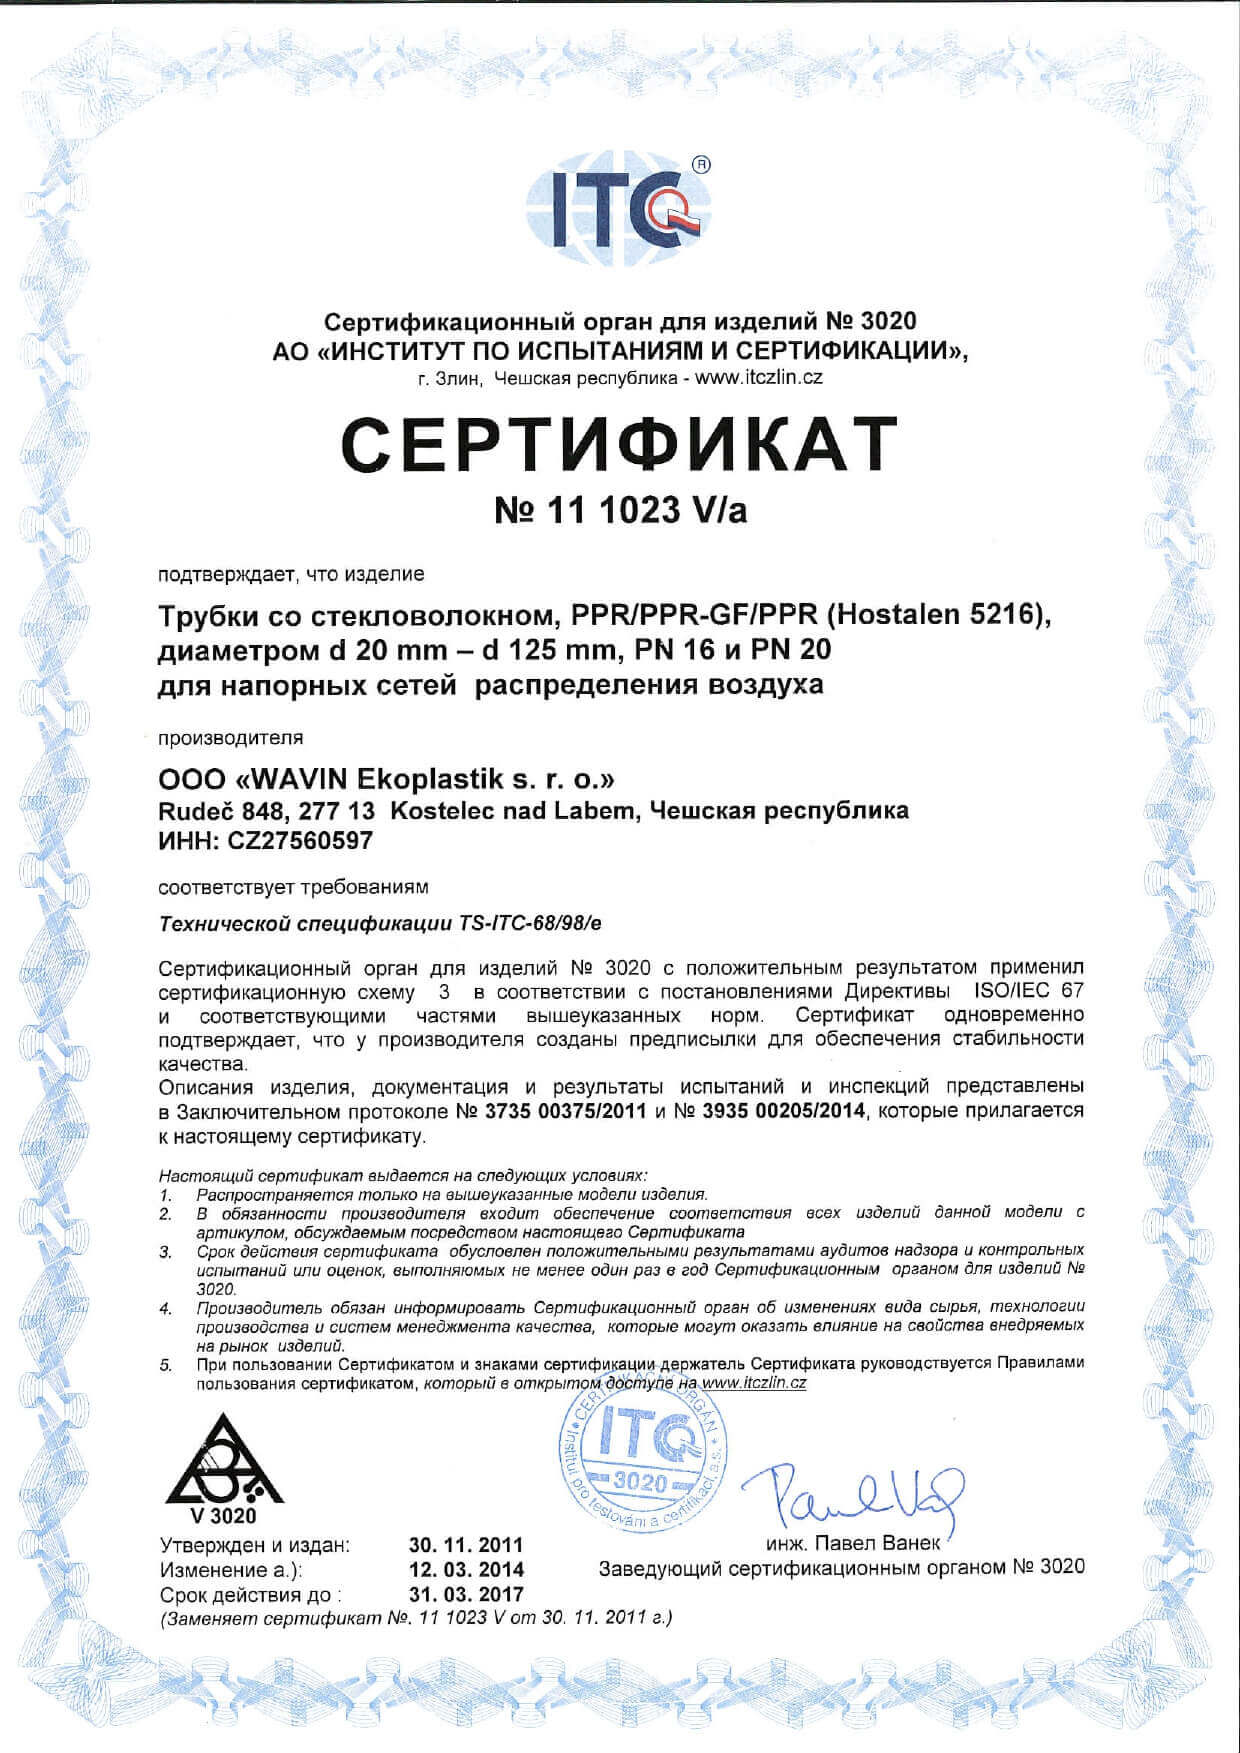 ITC ®
Сертификационный орган для изделий № 3020
АО «ИНСТИТУТ ПО ИСПЫТАНИЯМ И СЕРТИФИКАЦИИ»,
г. Злин, Чешская республика - www.itczlin.cz
СЕРТИФИКАТ
№ 11 1023 V/a
подтверждает, что изделие
Трубки со стекловолокном, PPR/PPR-GF/PPR (Hostalen 5216),
диаметром d 20 mm – d 125 mm, PN 16 и PN 20
для напорных сетей распределения воздуха
производителя
ООО «WAVIN Ekoplastik s. r. o.»
Rudeč 848, 277 13 Kostelec nad Labem, Чешская республика
ИНН: CZ27560597
соответствует требованиям
Технической спецификации TS-ITC-68/98/e
Сертификационный орган для изделий № 3020 с положительным результатом применил
сертификационную схему 3 в соответствии с постановлениями Директивы ISO/IEC 67
и соответствующими частями вышеуказанных норм. Сертификат одновременно
подтверждает, что у производителя созданы предписылки для обеспечения стабильности
качества.
Описания изделия, документация и результаты испытаний и инспекций представлены
в Заключительном протоколе № 3735 00375/2011 и № 3935 00205/2014, которые прилагается
к настоящему сертификату.
Настоящий сертификат выдается на следующих условиях:
1. Распространяется только на вышеуказанные модели изделия.
2. В обязанности производителя входит обеспечение соответствия всех изделий данной модели с
артикулом, обсуждаемым посредством настоящего Сертификата
3. Срок действия сертификата обусловлен положительными результатами аудитов надзора и контрольных
испытаний или оценок, выполняюмых не менее один раз в год Сертификационным органом для изделий №
3020.
4. Производитель обязан информировать Сертификационный орган об изменениях вида сырья, технологии
производства и систем менеджмента качества, которые могут оказать влияние на свойства внедряемых
на рынок изделий.
5. При пользовании Сертификатом и знаками сертификации держатель Сертификата руководствуется Правилами
пользования сертификатом, который в открытом доступе на www.itczlin.cz
CERTIFIKAČNÍ ORGÁN
Institut pro testování a certifikaci, a.s.
ITC
3020
V 3020
Утвержден и издан: 30. 11. 2011
Изменение а.): 12. 03. 2014
Срок действия до : 31. 03. 2017
(Заменяет сертификат №. 11 1023 V от 30. 11. 2011 г.)
инж. Павел Ванек
Заведующий сертификационным органом № 3020